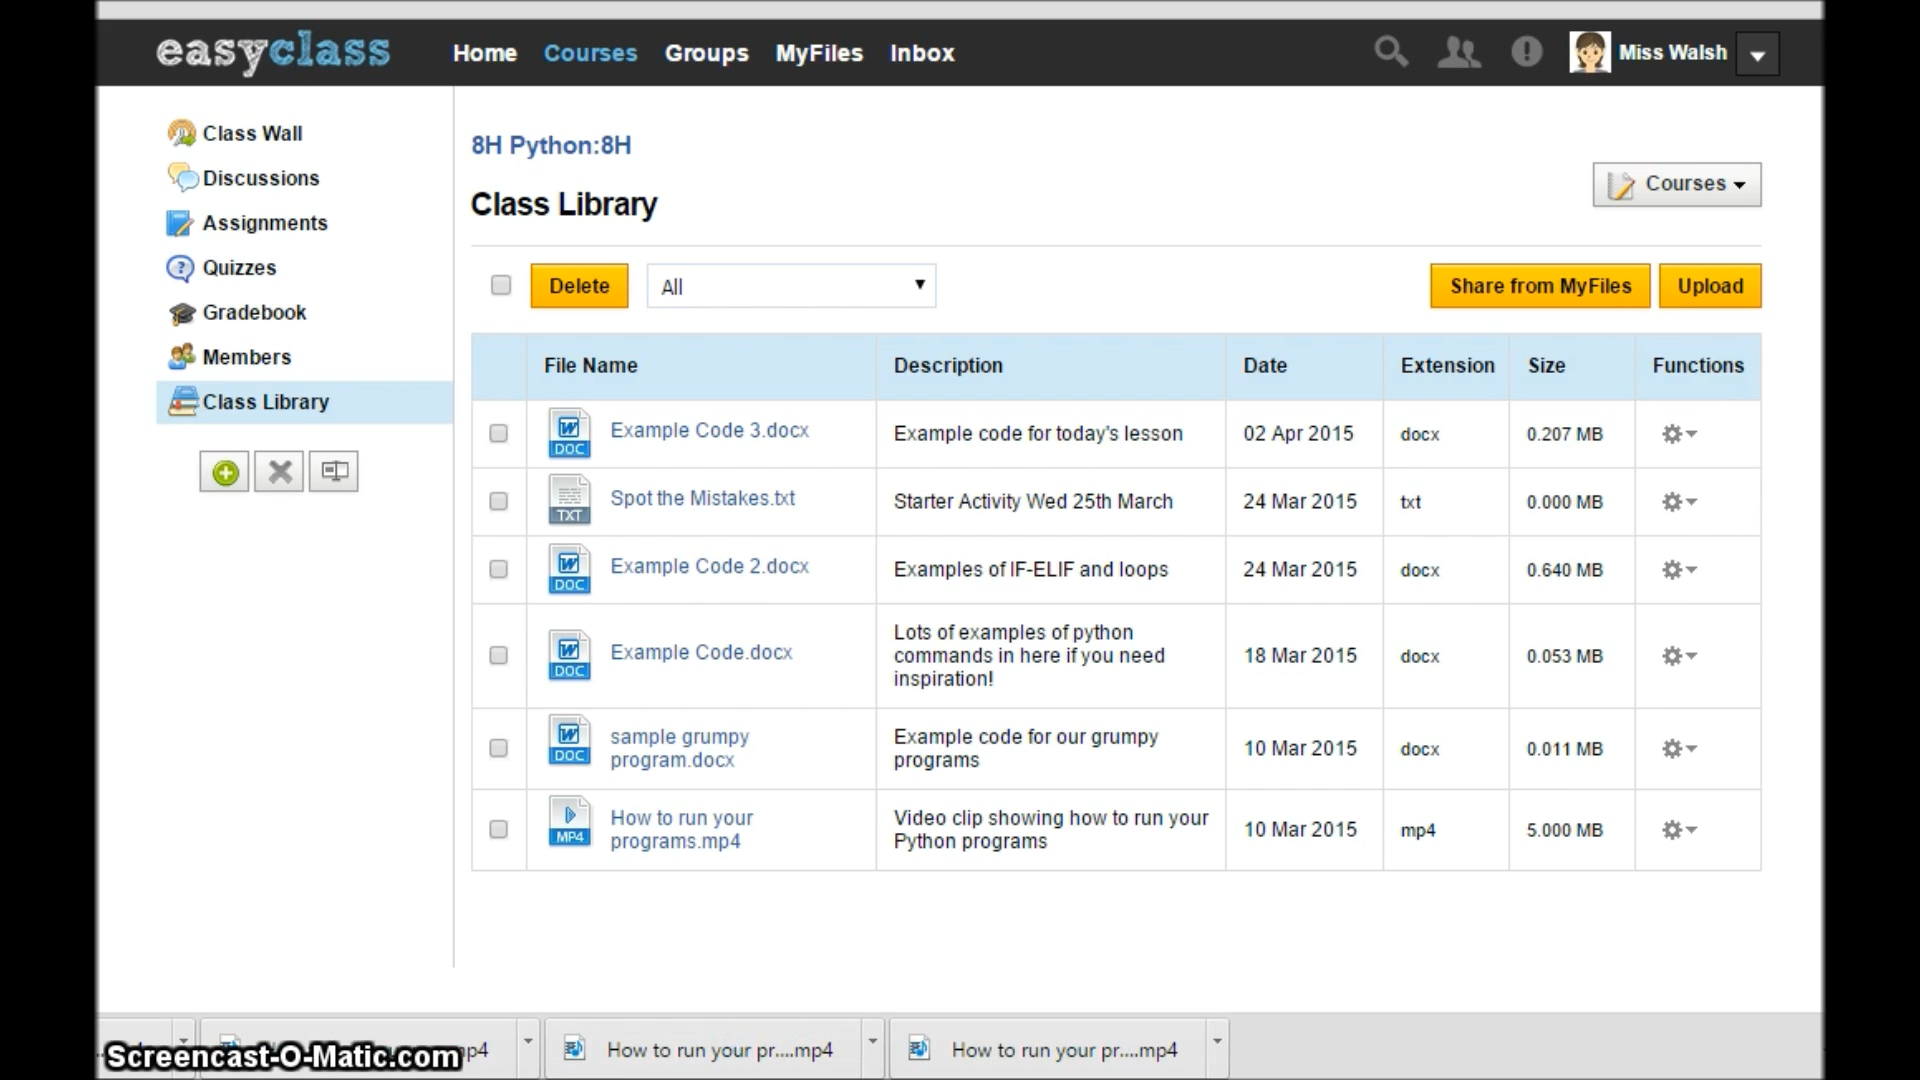 easyclass
Home Courses Groups MyFiles Inbox
Miss Walsh
Class Wall
Discussions
Assignments
Quizzes
Gradebook
Members
Class Library
8H Python:8H
Courses
Class Library
Delete All Share from MyFiles Upload
File Name Description Date Extension Size Functions
DOC Example Code 3.docx Example code for today's lesson 02 Apr 2015 docx 0.207 MB
TXT Spot the Mistakes.txt Starter Activity Wed 25th March 24 Mar 2015 txt 0.000 MB
DOC Example Code 2.docx Examples of IF-ELIF and loops 24 Mar 2015 docx 0.640 MB
DOC Example Code.docx Lots of examples of python
commands in here if you need
inspiration! 18 Mar 2015 docx 0.053 MB
DOC sample grumpy
program.docx Example code for our grumpy
programs 10 Mar 2015 docx 0.011 MB
MP4 How to run your
programs.mp4 Video clip showing how to run your
Python programs 10 Mar 2015 mp4 5.000 MB
Screencast-O-Matic.com
How to run your pr....mp4 How to run your pr....mp4